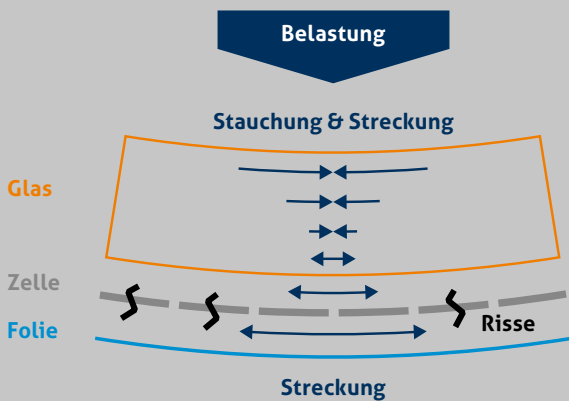 Belastung
Stauchung & Streckung
Glas
Zelle
Folie
Risse
Streckung